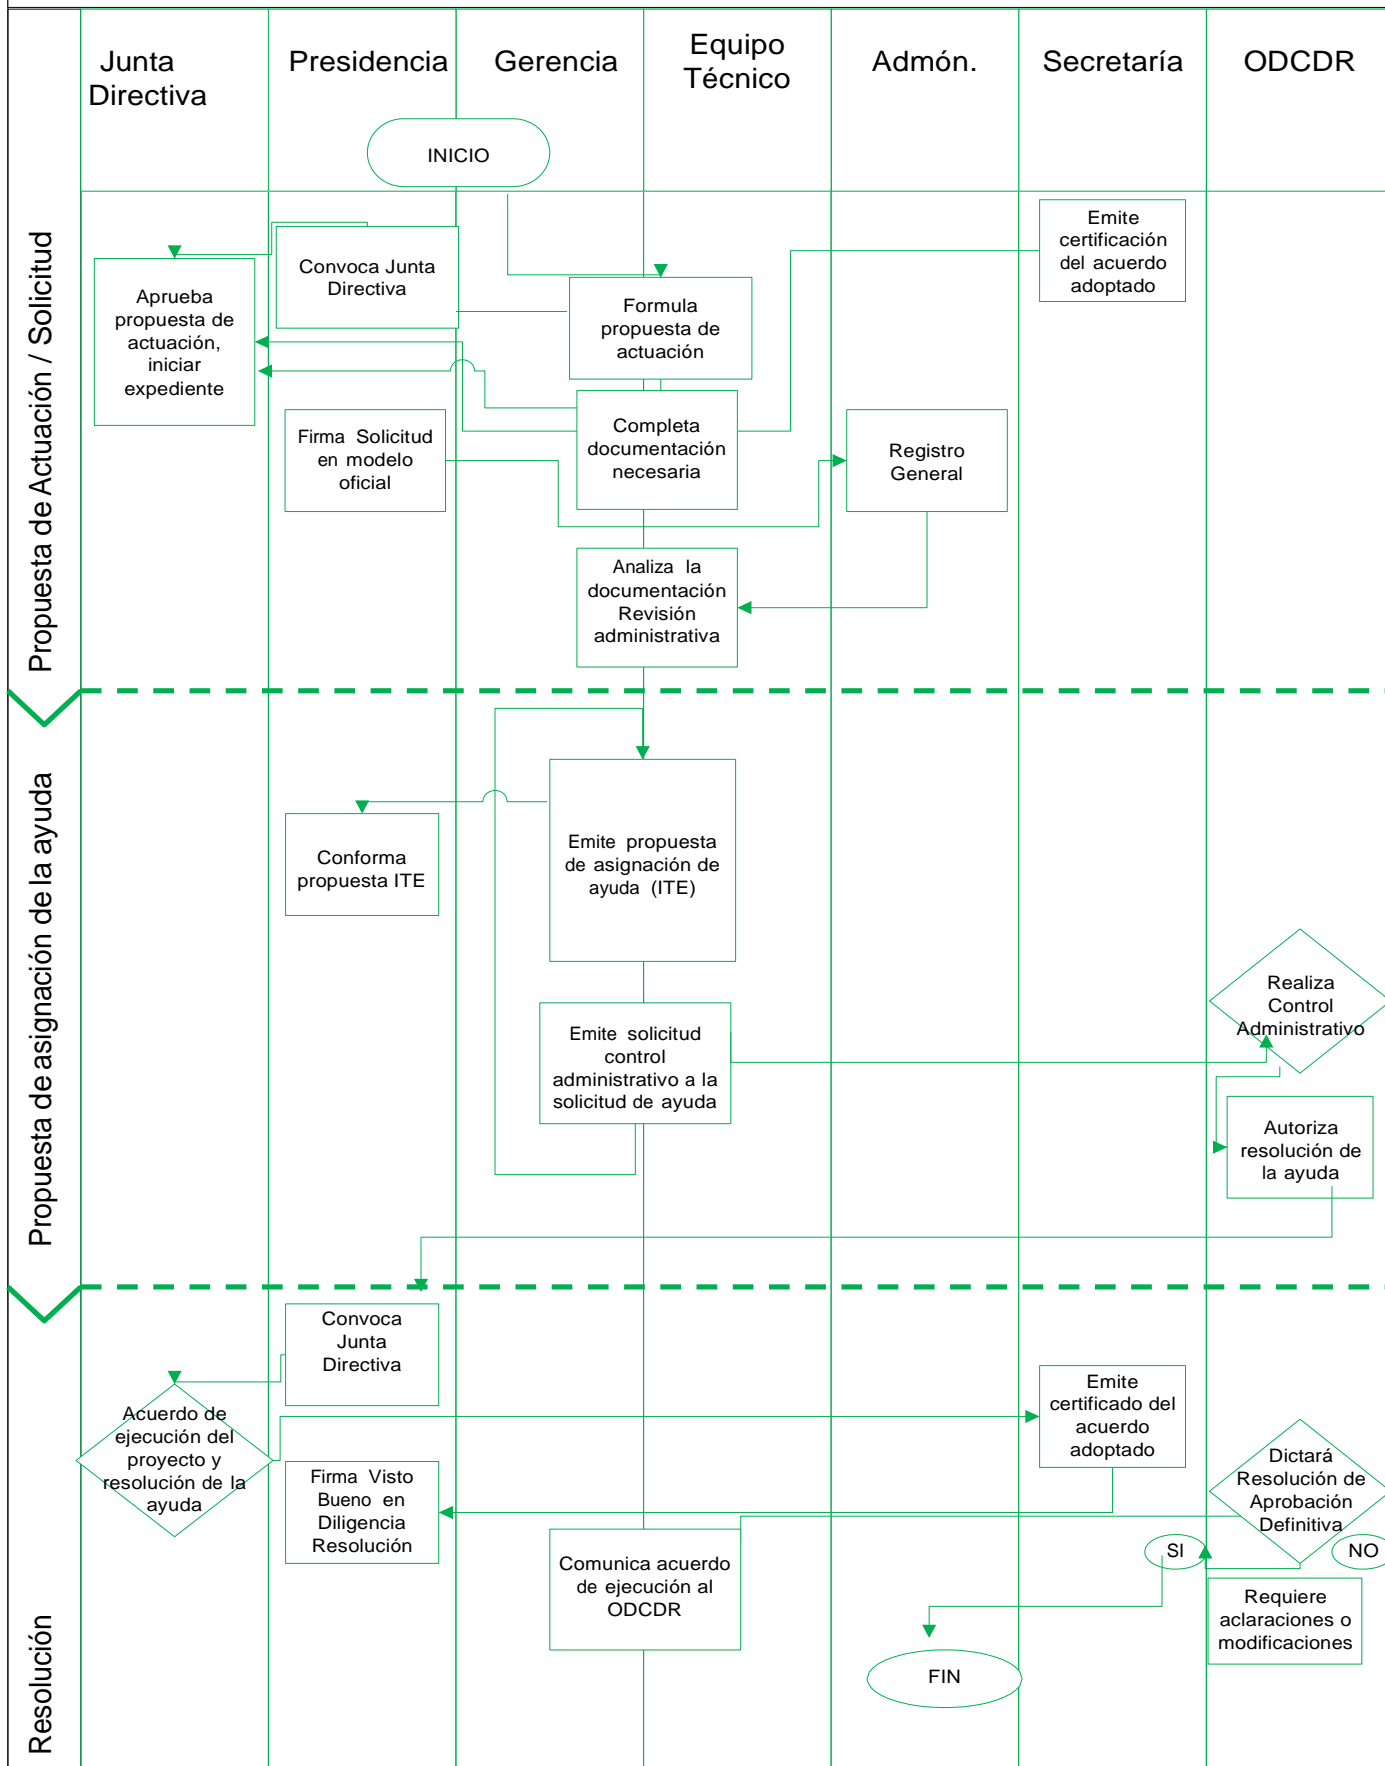 Junta
Directiva
Presidencia
Gerencia
Equipo
Técnico
Admón.
Secretaría
ODCDR
INICIO
Propuesta de Actuación / Solicitud
Emite
certificación
del acuerdo
adoptado
Convoca Junta
Directiva
Aprueba
propuesta de
actuación,
iniciar
expediente
Formula
propuesta de
actuación
Firma Solicitud
en modelo
oficial
Completa
documentación
necesaria
Registro
General
Analiza la
documentación
Revisión
administrativa
Propuesta de asignación de la ayuda
Conforma
propuesta ITE
Emite propuesta
de asignación de
ayuda (ITE)
Realiza
Control
Administrativo
Emite solicitud
control
administrativo a la
solicitud de ayuda
Autoriza
resolución de
la ayuda
Resolución
Convoca
Junta
Directiva
Acuerdo de
ejecución del
proyecto y
resolución de la
ayuda
Emite
certificado del
acuerdo
adoptado
Firma Visto
Bueno en
Diligencia
Resolución
Dictará
Resolución de
Aprobación
Definitiva
Comunica acuerdo
de ejecución al
ODCDR
SI
NO
Requiere
aclaraciones o
modificaciones
FIN